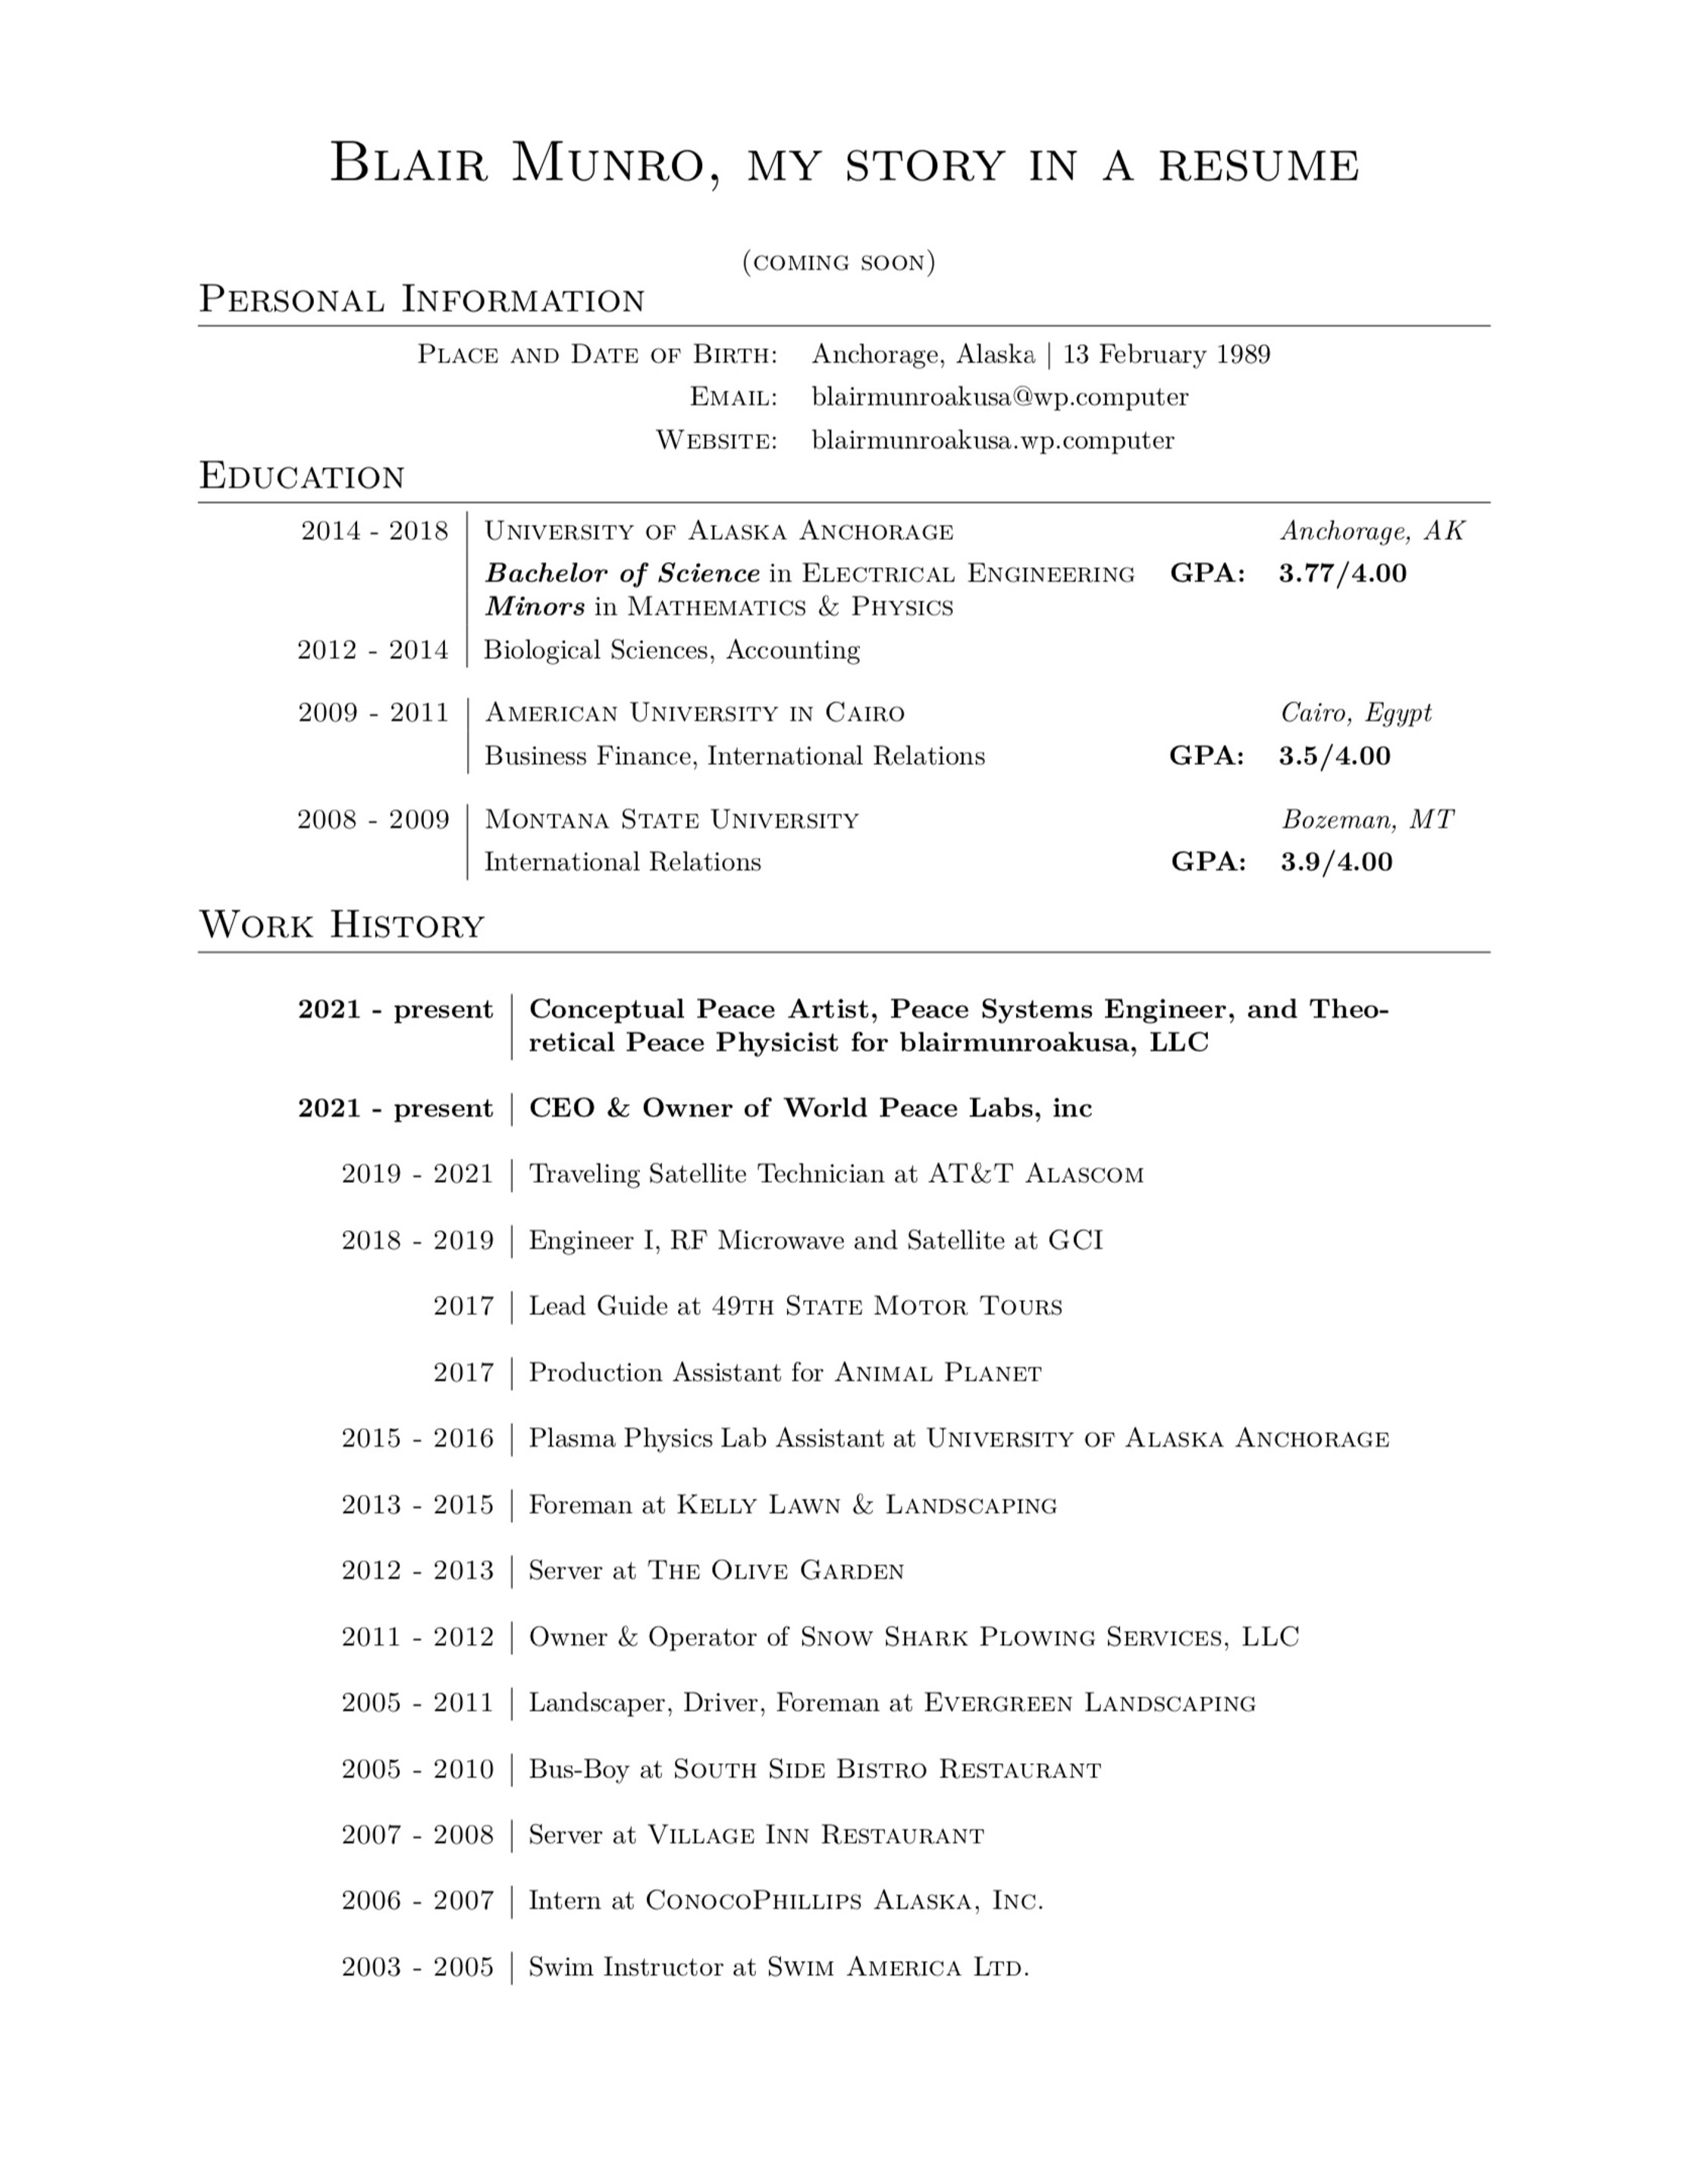 Blair Munro, my story in a resume
(coming soon)
Personal Information
Place and Date of Birth: Anchorage, Alaska | 13 February 1989
Email: blairmunroakusa@wp.computer
Website: blairmunroakusa.wp.computer
Education
2014 - 2018 University of Alaska Anchorage Anchorage, AK
Bachelor of Science in Electrical Engineering GPA: 3.77/4.00
Minors in Mathematics & Physics
2012 - 2014 Biological Sciences, Accounting
2009 - 2011 American University in Cairo Cairo, Egypt
Business Finance, International Relations GPA: 3.5/4.00
2008 - 2009 Montana State University Bozeman, MT
International Relations GPA: 3.9/4.00
Work History
2021 - present Conceptual Peace Artist, Peace Systems Engineer, and Theo-
retical Peace Physicist for blairmunroakusa, LLC
2021 - present CEO & Owner of World Peace Labs, inc
2019 - 2021 Traveling Satellite Technician at AT&T Alascom
2018 - 2019 Engineer I, RF Microwave and Satellite at GCI
2017 Lead Guide at 49th State Motor Tours
2017 Production Assistant for Animal Planet
2015 - 2016 Plasma Physics Lab Assistant at University of Alaska Anchorage
2013 - 2015 Foreman at Kelly Lawn & Landscaping
2012 - 2013 Server at The Olive Garden
2011 - 2012 Owner & Operator of Snow Shark Plowing Services, LLC
2005 - 2011 Landscaper, Driver, Foreman at Evergreen Landscaping
2005 - 2010 Bus-Boy at South Side Bistro Restaurant
2007 - 2008 Server at Village Inn Restaurant
2006 - 2007 Intern at ConocoPhillips Alaska, Inc.
2003 - 2005 Swim Instructor at Swim America Ltd.